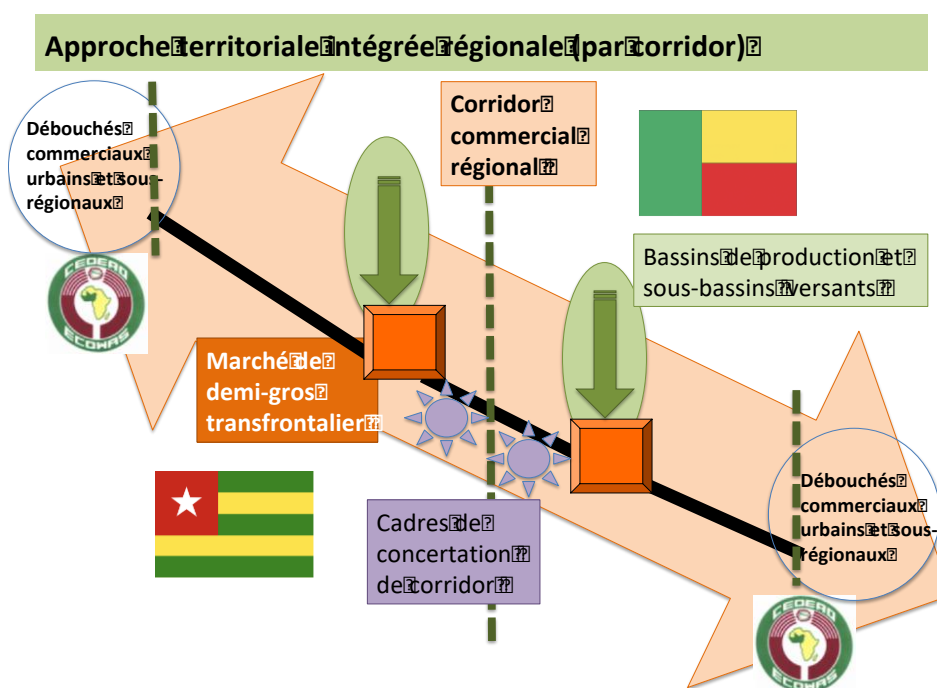 Approche territoriale intégrée régionale (par corridor)
Débouchés
commerciaux
urbains et sous-
régionaux
Corridor
commercial
régional
Bassins de production et
sous-bassins versants
CEDEAO
ECOWAS
Marché de
demi-gros
transfrontalier
Cadres de
concertation
de corridor
Débouchés
commerciaux
urbains et sous-
régionaux
CEDEAO
ECOWAS